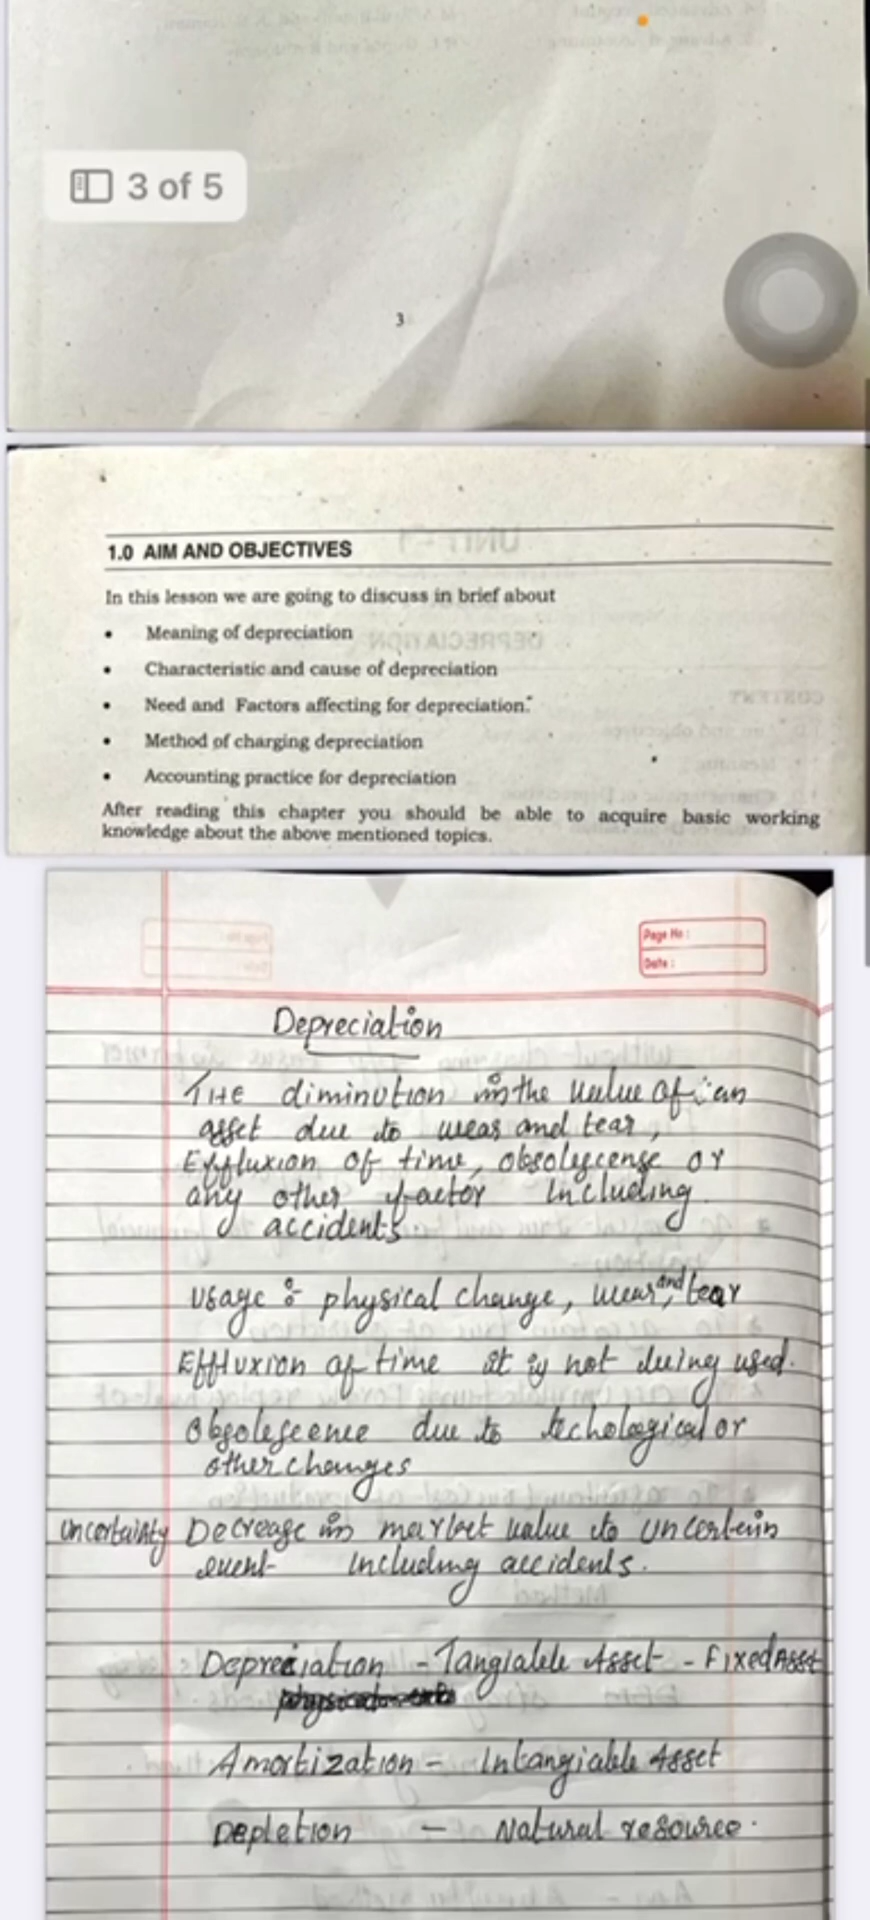 3 of 5
3
1.0 AIM AND OBJECTIVES
In this lesson we are going to discuss in brief about
• Meaning of depreciation
• Characteristic and cause of depreciation
• Need and Factors affecting for depreciation.
• Method of charging depreciation
• Accounting practice for depreciation
After reading this chapter you should be able to acquire basic working
knowledge about the above mentioned topics.
Page No :
Date :
Depreciation
THE diminution in the value of an
asset due to wear and tear,
Effluxion of time, obsolescense or
any other factor including
accidents
Usage : physical change, wear, and tear
Effluxion of time it is not being used.
Obsolescence due to techological or
other changes
Uncertainty Decrease in market value to uncertain
event including accidents.
Depreciation - Tangiable Asset - Fixed Asset
Amortization - Intangiable Asset
Depletion - Natural resource.